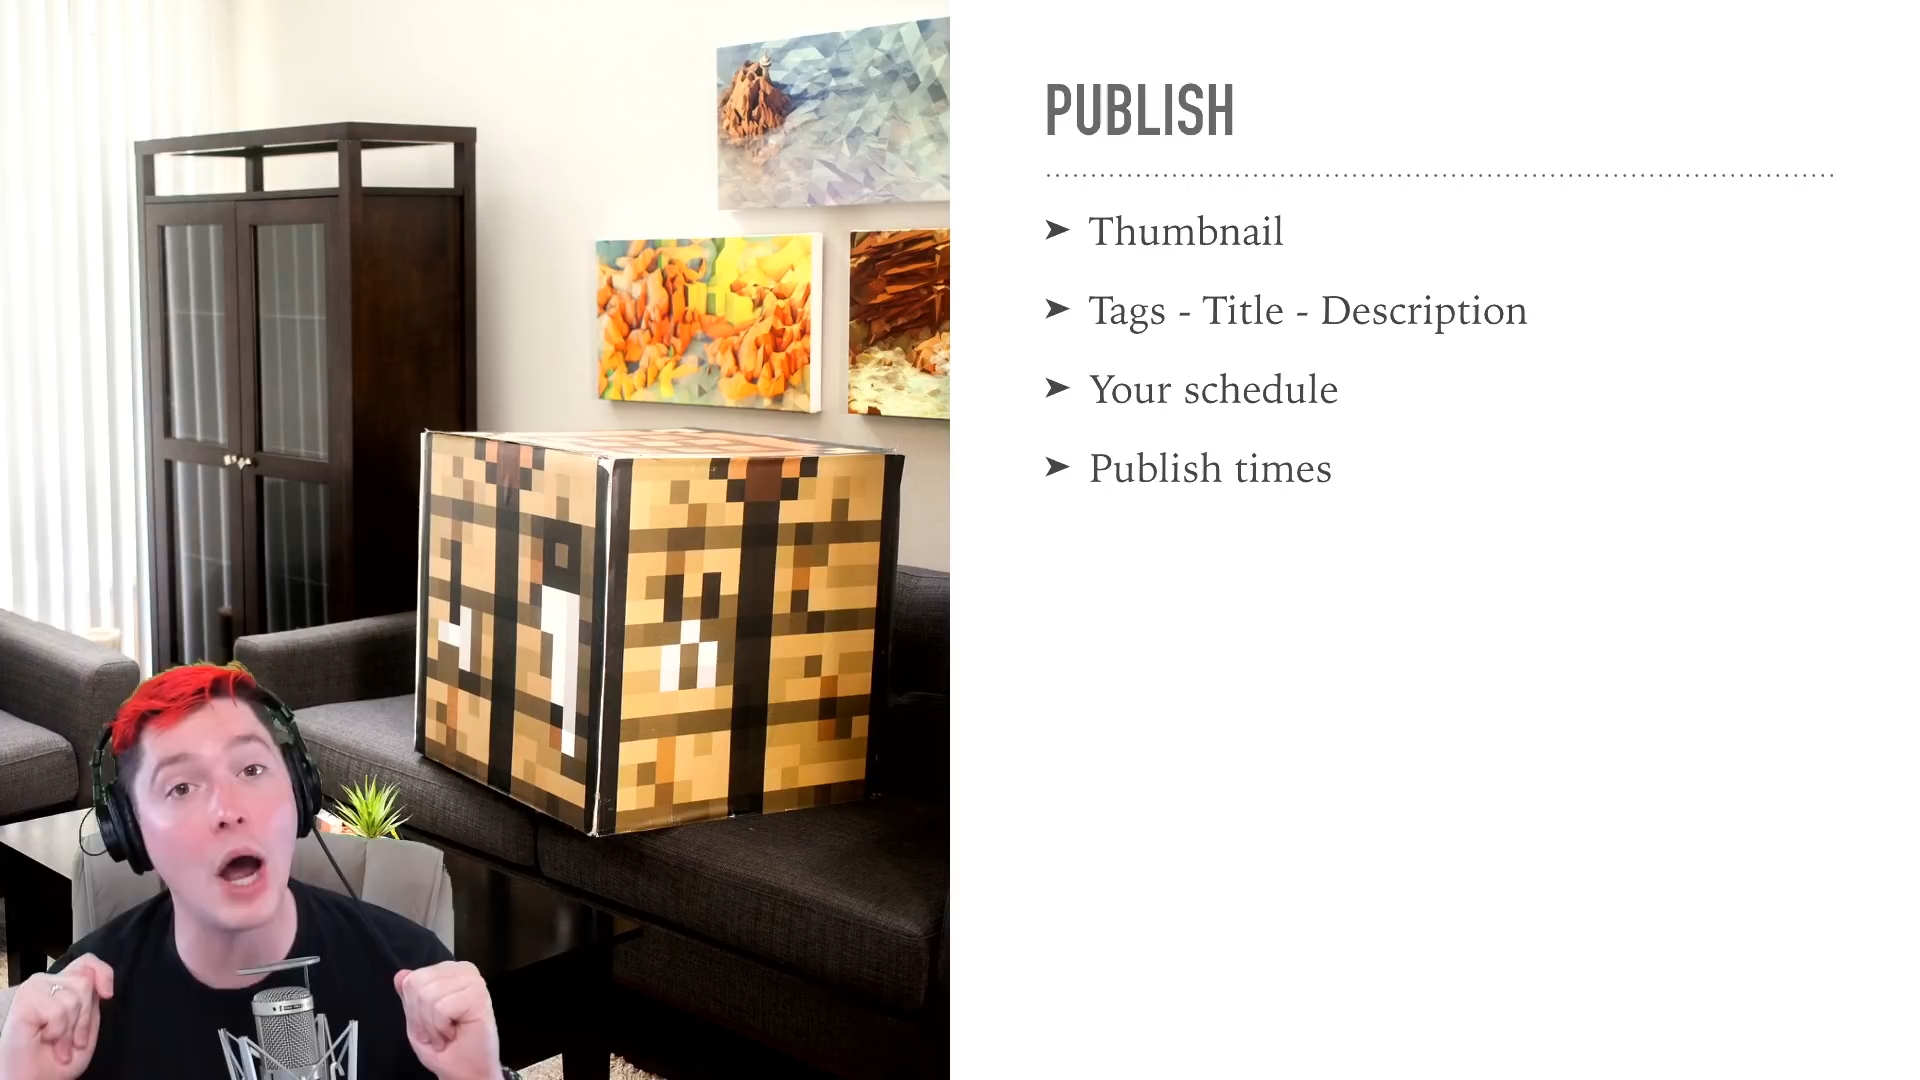 PUBLISH
➤ Thumbnail
➤ Tags - Title - Description
➤ Your schedule
➤ Publish times